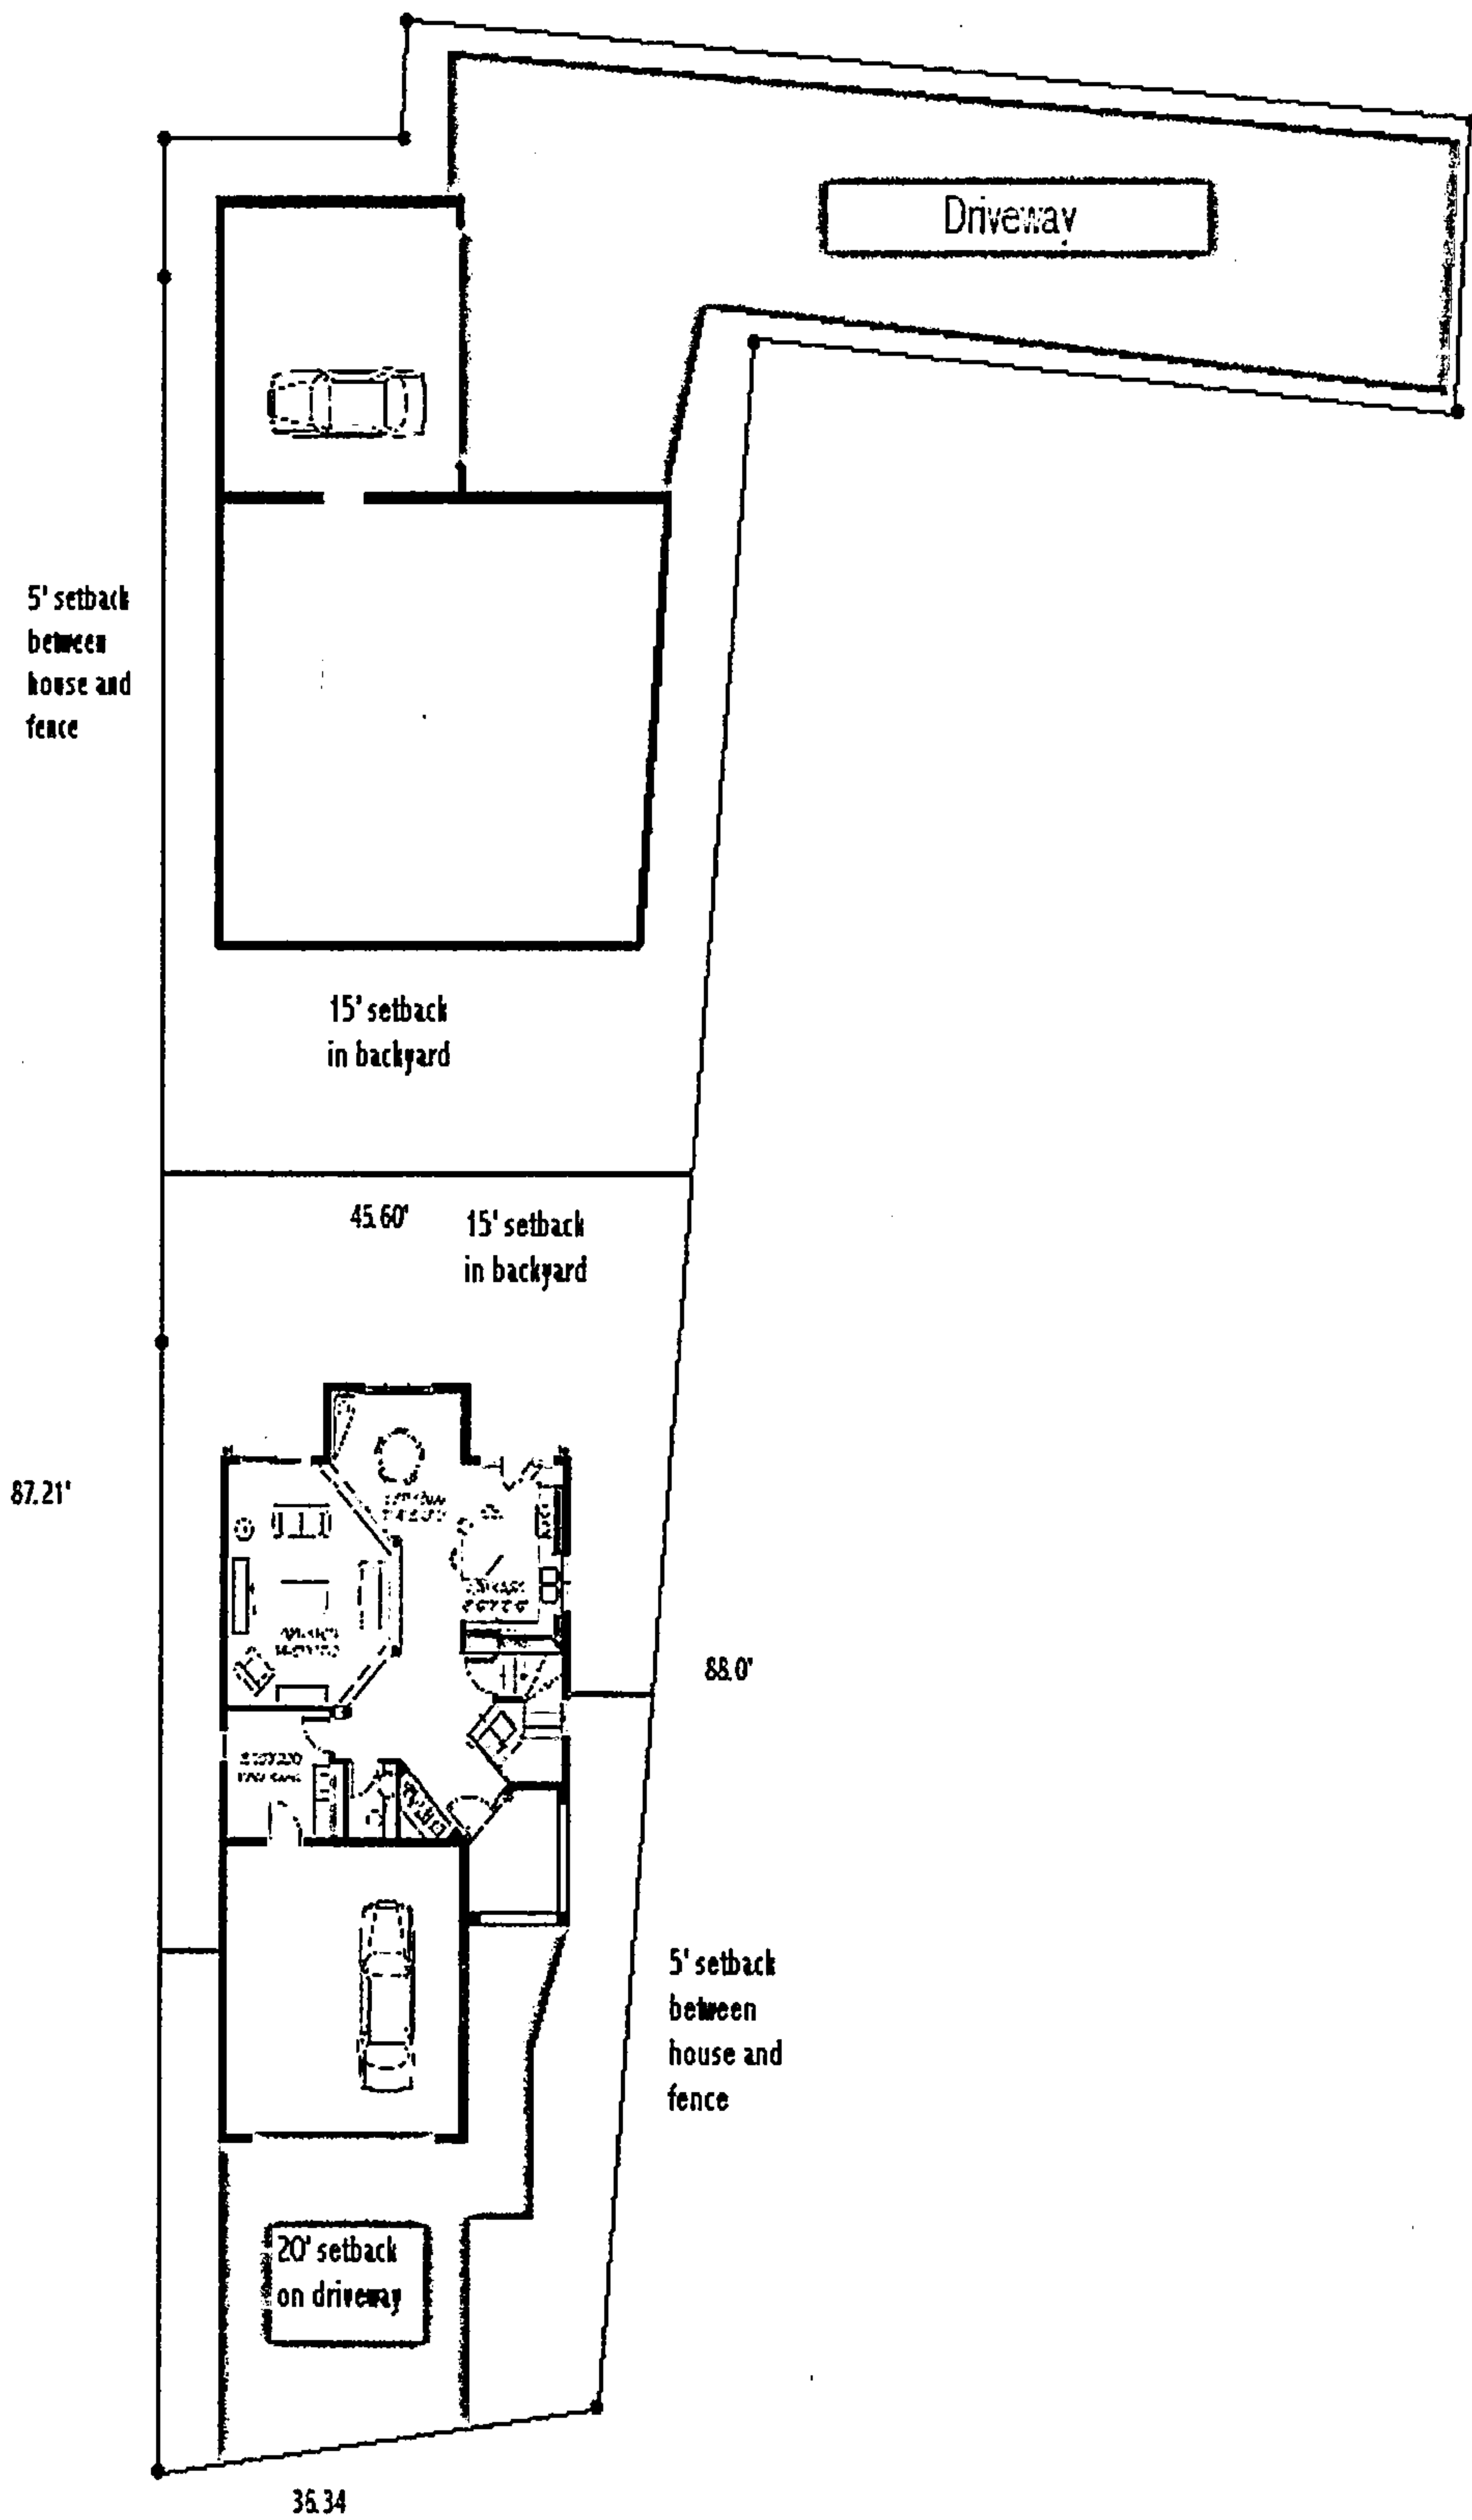 Driveway
5' setback
between
house and
fence
15' setback
in backyard
45.60'
15' setback
in backyard
87.21'
88.0'
5' setback
between
house and
fence
20' setback
on driveway
36.34